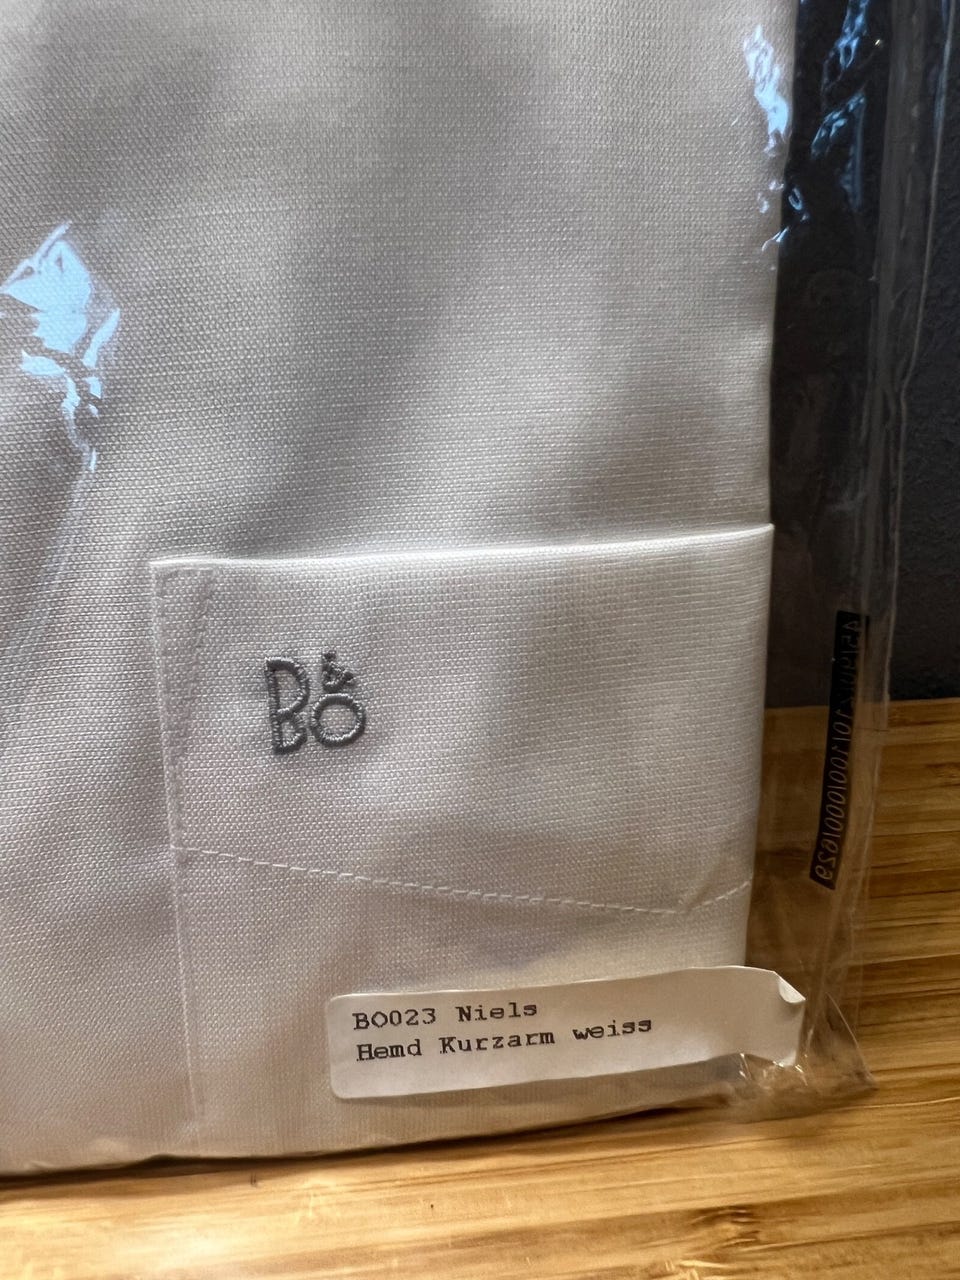 B&O
BO023 Niels
Hemd Kurzarm weiss